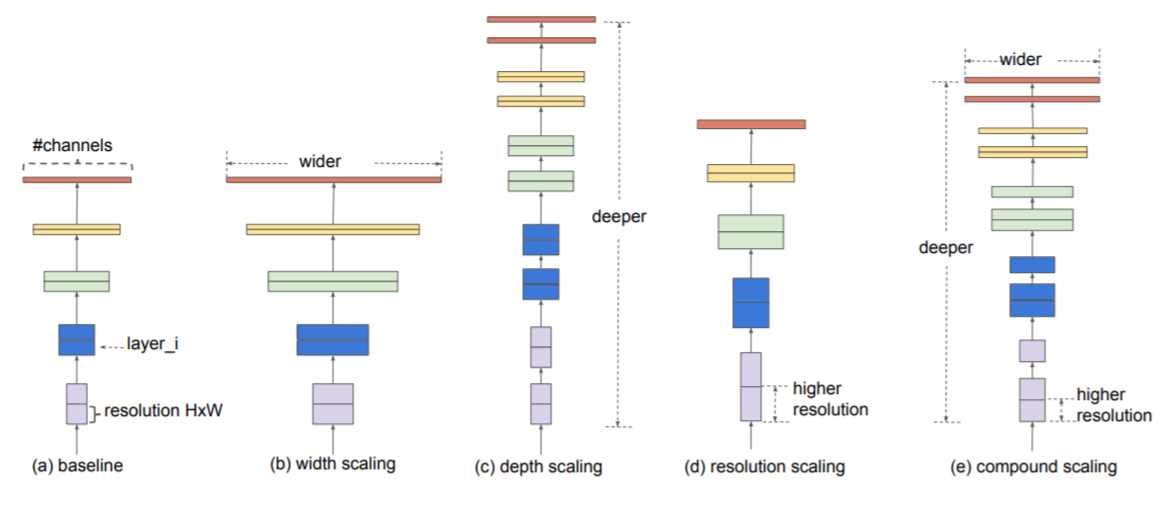 #channels
layer_i
resolution HxW
(a) baseline
wider
(b) width scaling
deeper
(c) depth scaling
higher
resolution
(d) resolution scaling
wider
deeper
higher
resolution
(e) compound scaling